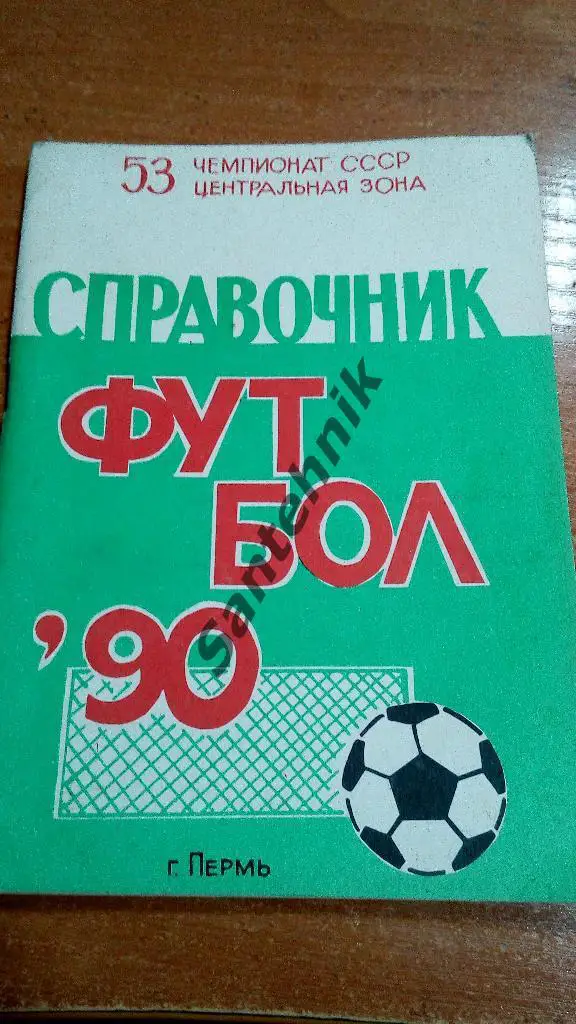 53 ЧЕМПИОНАТ СССР
ЦЕНТРАЛЬНАЯ ЗОНА
СПРАВОЧНИК
ФУТ
БОЛ
'90
г. ПЕРМЬ
Santehnik